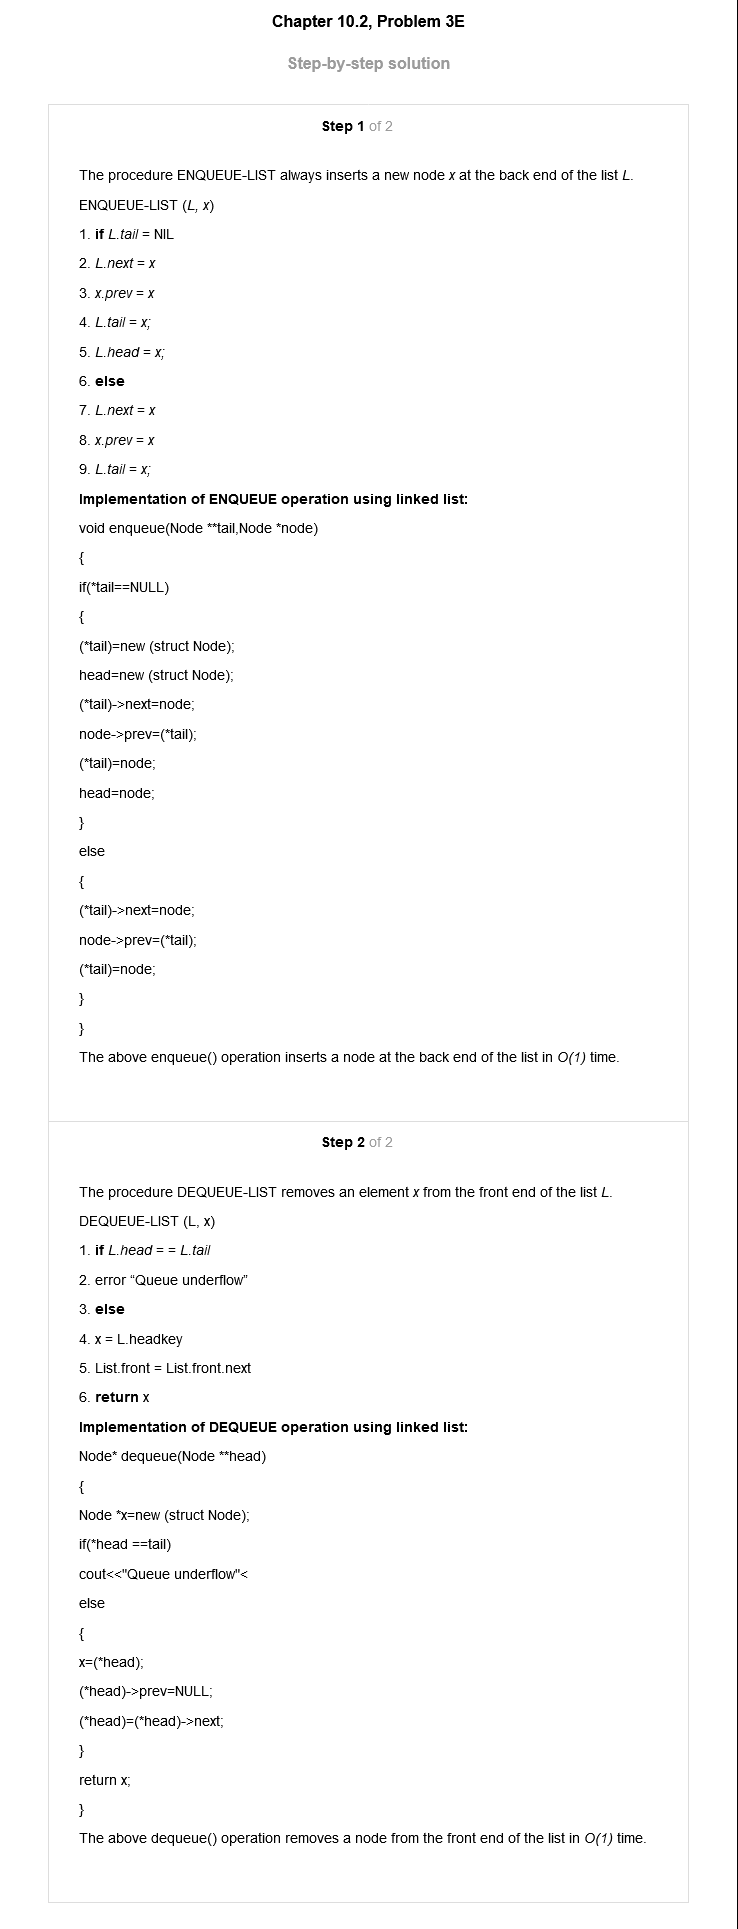 Chapter 10.2, Problem 3E
Step-by-step solution
Step 1 of 2
The procedure ENQUEUE-LIST always inserts a new node x at the back end of the list L.
ENQUEUE-LIST (L, x)
1. if L.tail = NIL
2. L.next = x
3. x.prev = x
4. L.tail = x;
5. L.head = x;
6. else
7. L.next = x
8. x.prev = x
9. L.tail = x;
Implementation of ENQUEUE operation using linked list:
void enqueue(Node **tail,Node *node)
{
if(*tail==NULL)
{
(*tail)=new (struct Node);
head=new (struct Node);
(*tail)->next=node;
node->prev=(*tail);
(*tail)=node;
head=node;
}
else
{
(*tail)->next=node;
node->prev=(*tail);
(*tail)=node;
}
}
The above enqueue() operation inserts a node at the back end of the list in O(1) time.
Step 2 of 2
The procedure DEQUEUE-LIST removes an element x from the front end of the list L.
DEQUEUE-LIST (L, x)
1. if L.head = = L.tail
2. error “Queue underflow”
3. else
4. x = L.headkey
5. List.front = List.front.next
6. return x
Implementation of DEQUEUE operation using linked list:
Node* dequeue(Node **head)
{
Node *x=new (struct Node);
if(*head ==tail)
cout<<"Queue underflow"<
else
{
x=(*head);
(*head)->prev=NULL;
(*head)=(*head)->next;
}
return x;
}
The above dequeue() operation removes a node from the front end of the list in O(1) time.